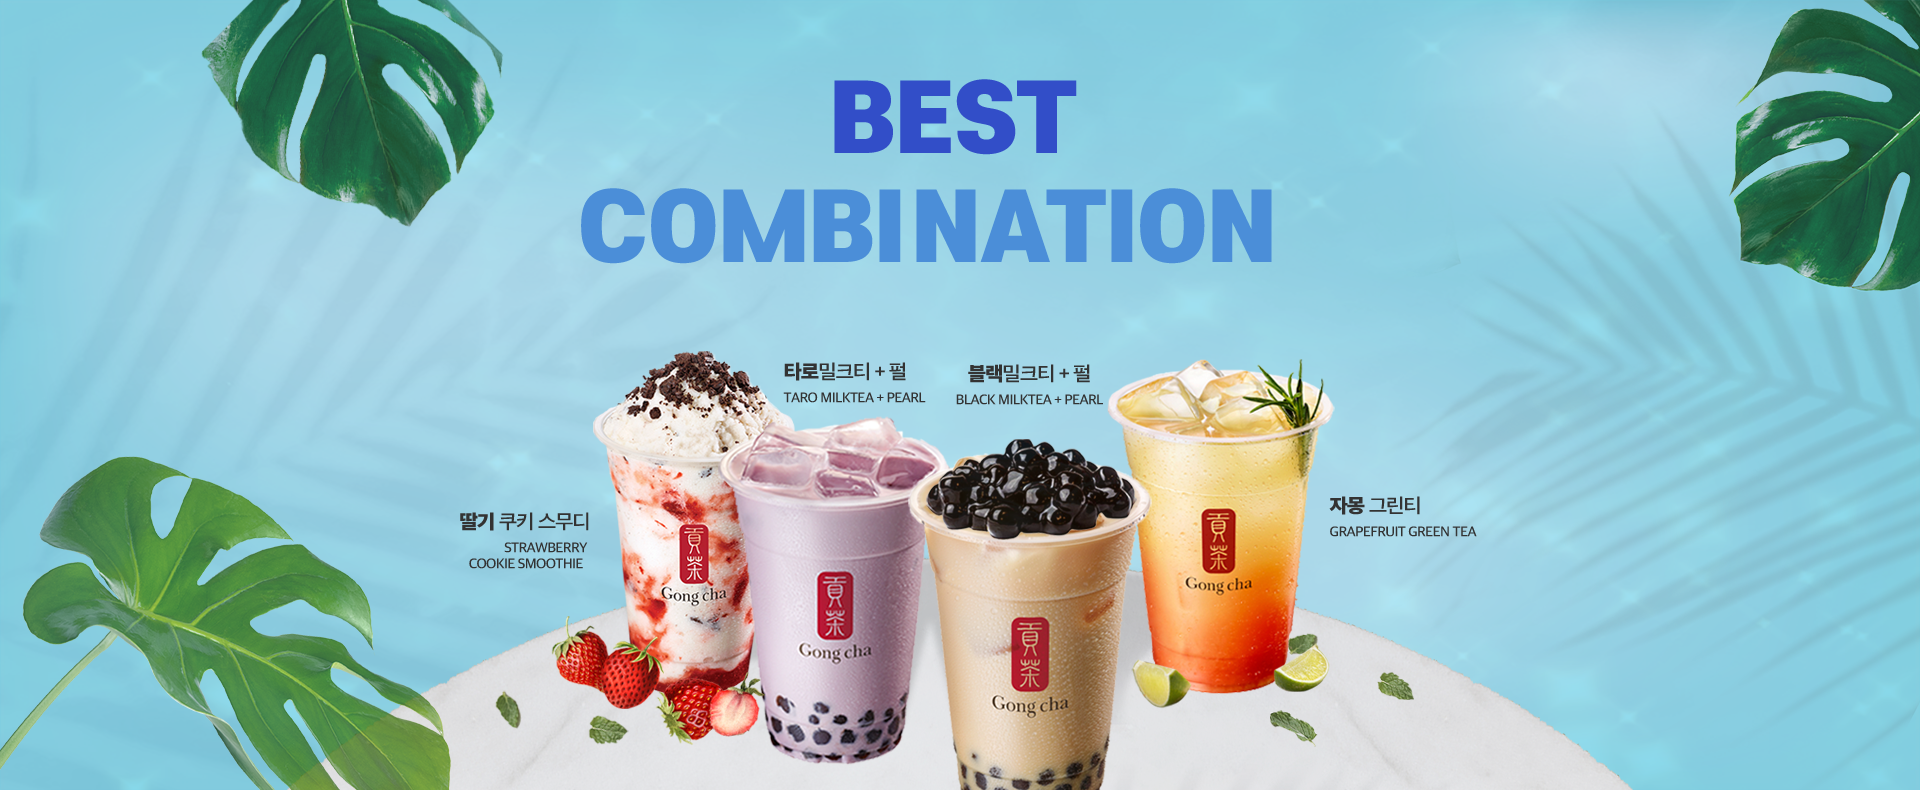 BEST
COMBINATION
타로밀크티 + 펄
TARO MILKTEA + PEARL
블랙밀크티 + 펄
BLACK MILKTEA + PEARL
딸기 쿠키 스무디
STRAWBERRY
COOKIE SMOOTHIE
자몽 그린티
GRAPEFRUIT GREEN TEA
貢茶
Gong cha
貢茶
Gong cha
貢茶
Gong cha
貢茶
Gong cha